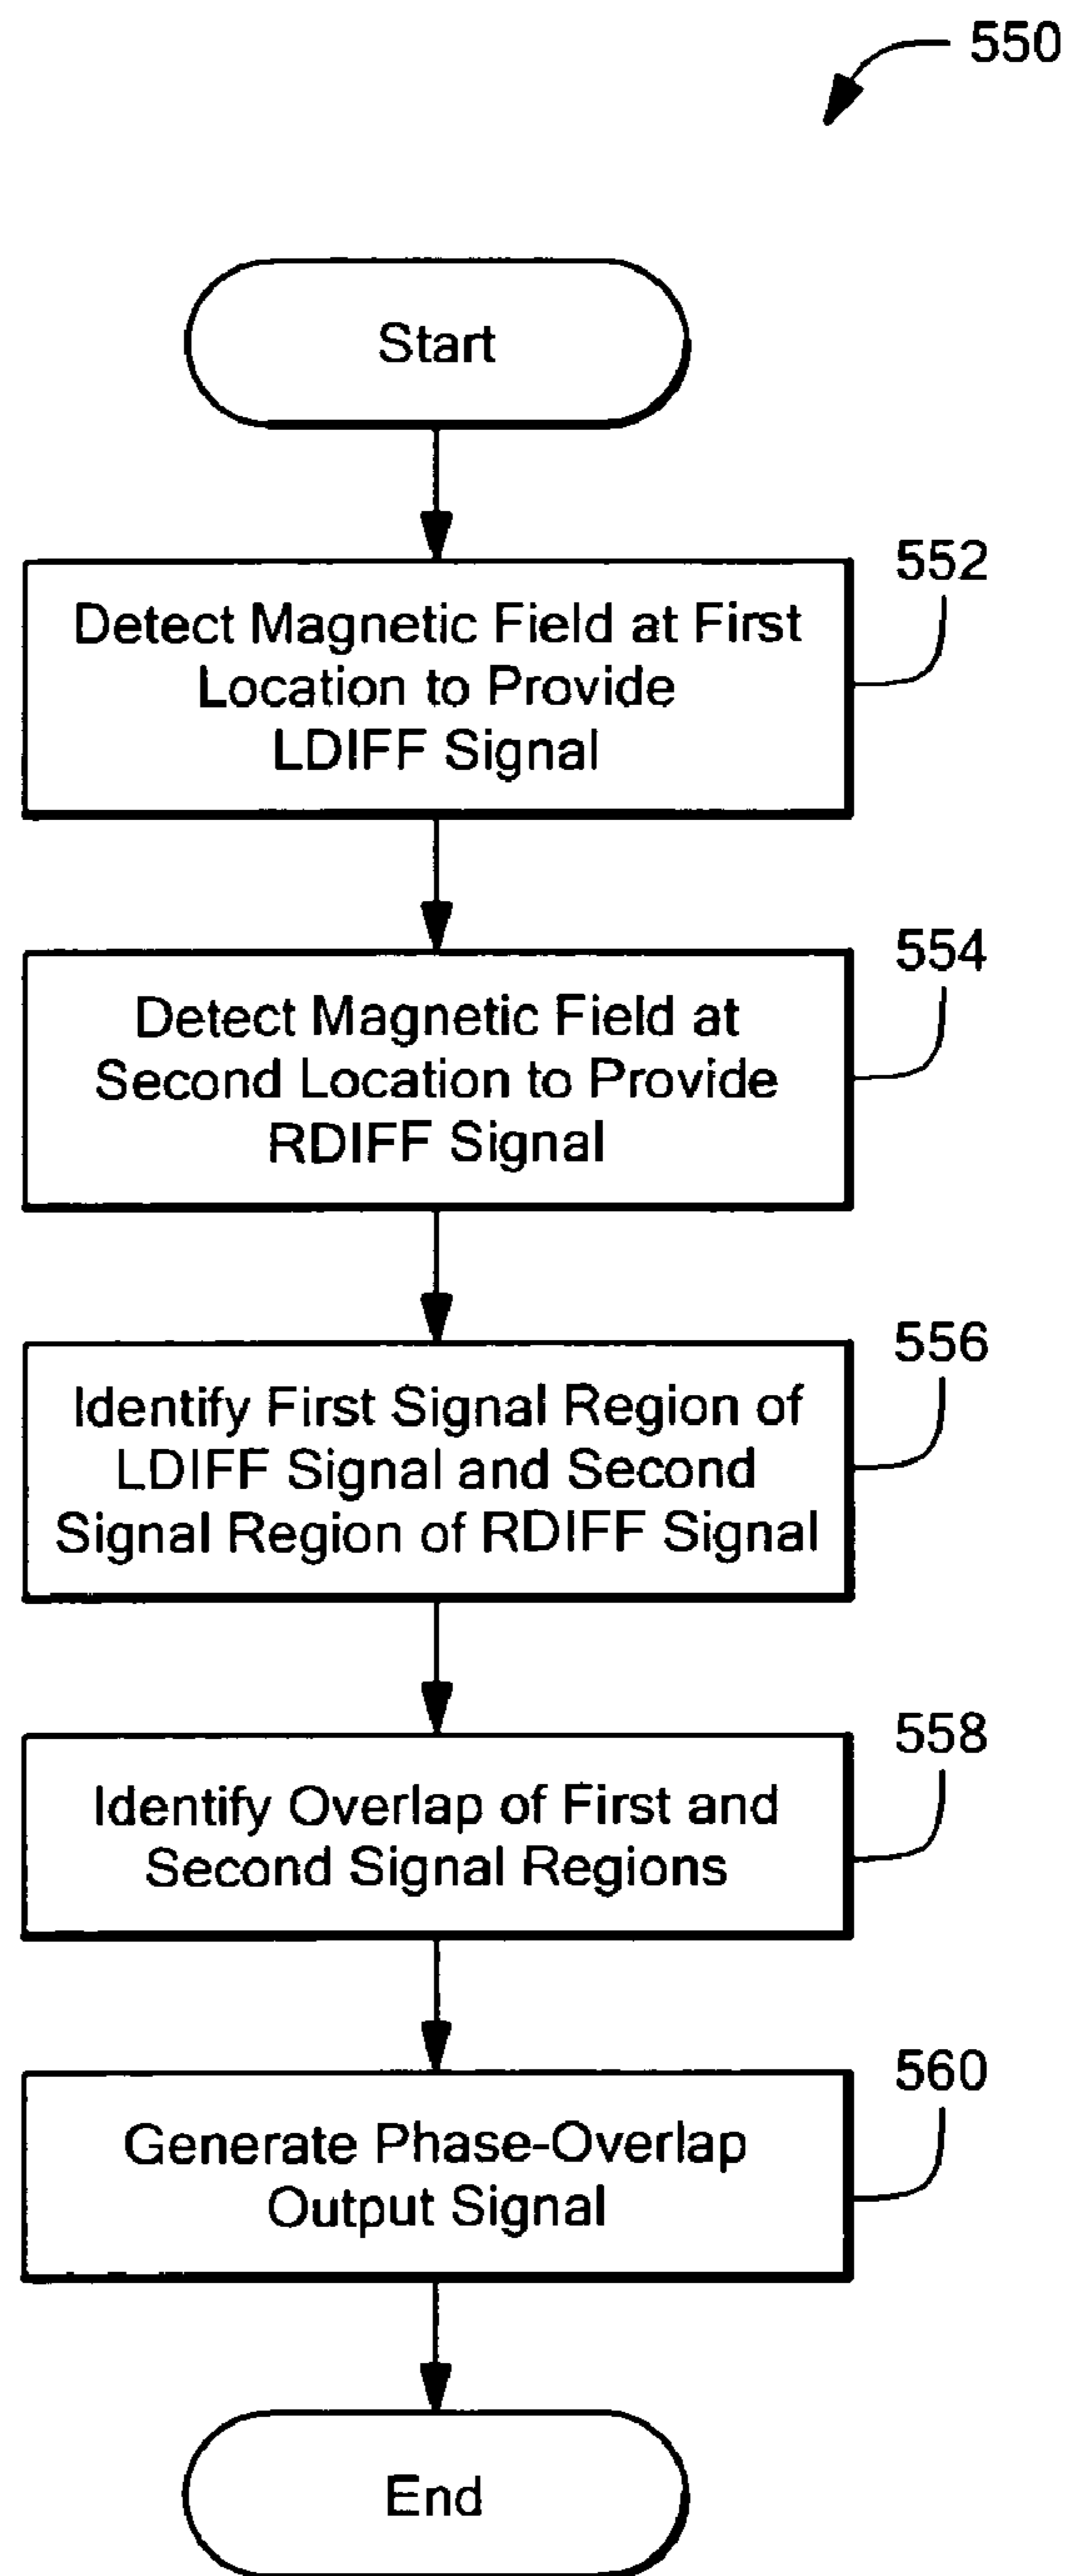 550
Start
552
Detect Magnetic Field at First
Location to Provide
LDIFF Signal
554
Detect Magnetic Field at
Second Location to Provide
RDIFF Signal
556
Identify First Signal Region of
LDIFF Signal and Second
Signal Region of RDIFF Signal
558
Identify Overlap of First and
Second Signal Regions
560
Generate Phase-Overlap
Output Signal
End